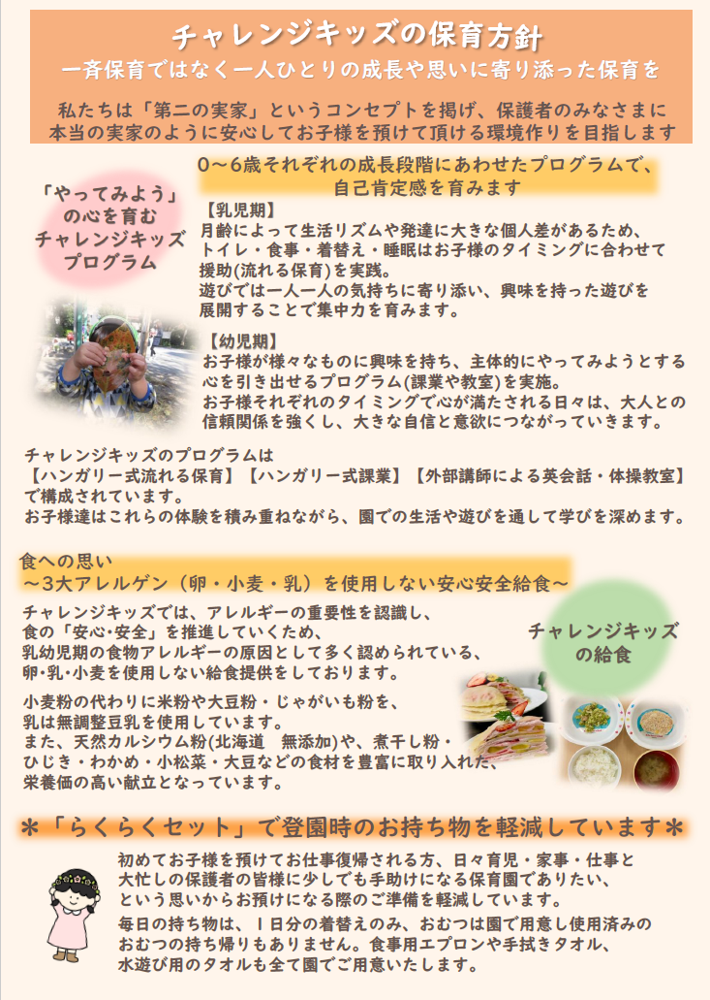 チャレンジキッズの保育方針
一斉保育ではなく一人ひとりの成長や思いに寄り添った保育を
私たちは「第二の実家」というコンセプトを掲げ、保護者のみなさまに
本当の実家のように安心してお子様を預けて頂ける環境作りを目指します
「やってみよう」
の心を育む
チャレンジキッズ
プログラム
0～6歳それぞれの成長段階にあわせたプログラムで、
自己肯定感を育みます
【乳児期】
月齢によって生活リズムや発達に大きな個人差があるため、
トイレ・食事・着替え・睡眠はお子様のタイミングに合わせて
援助(流れる保育)を実践。
遊びでは一人一人の気持ちに寄り添い、興味を持った遊びを
展開することで集中力を育みます。
【幼児期】
お子様が様々なものに興味を持ち、主体的にやってみようとする
心を引き出せるプログラム(課業や教室)を実施。
お子様それぞれのタイミングで心が満たされる日々は、大人との
信頼関係を強くし、大きな自信と意欲につながっていきます。
チャレンジキッズのプログラムは
【ハンガリー式流れる保育】【ハンガリー式課業】【外部講師による英会話・体操教室】
で構成されています。
お子様達はこれらの体験を積み重ねながら、園での生活や遊びを通して学びを深めます。
食への思い
～3大アレルゲン（卵・小麦・乳）を使用しない安心安全給食～
チャレンジキッズでは、アレルギーの重要性を認識し、
食の「安心・安全」を推進していくため、
乳幼児期の食物アレルギーの原因として多く認められている、
卵・乳・小麦を使用しない給食提供をしております。
チャレンジキッズ
の給食
小麦粉の代わりに米粉や大豆粉・じゃがいも粉を、
乳は無調整豆乳を使用しています。
また、天然カルシウム粉(北海道　無添加)や、煮干し粉・
ひじき・わかめ・小松菜・大豆などの食材を豊富に取り入れた、
栄養価の高い献立となっています。
＊「らくらくセット」で登園時のお持ち物を軽減しています＊
初めてお子様を預けてお仕事復帰される方、日々育児・家事・仕事と
大忙しの保護者の皆様に少しでも手助けになる保育園でありたい、
という思いからお預けになる際のご準備を軽減しています。
毎日の持ち物は、1日分の着替えのみ、おむつは園で用意し使用済みの
おむつの持ち帰りもありません。食事用エプロンや手拭きタオル、
水遊び用のタオルも全て園でご用意いたします。